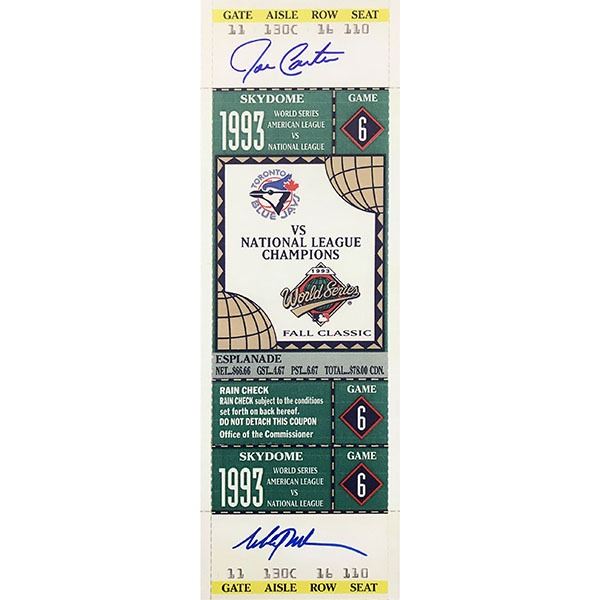 GATE AISLE ROW SEAT
11 130C 16 110
Joe Carter
SKYDOME
1993
WORLD SERIES
AMERICAN LEAGUE
VS
NATIONAL LEAGUE
GAME
6
TORONTO
BLUE JAYS
VS
NATIONAL LEAGUE
CHAMPIONS
1993
World Series
FALL CLASSIC
ESPLANADE
NET...$66.66 GST...4.67 PST...6.67 TOTAL...$78.00 CDN.
RAIN CHECK
RAIN CHECK subject to the conditions
set forth on back hereof.
DO NOT DETACH THIS COUPON
Office of the Commissioner
GAME
6
SKYDOME
1993
WORLD SERIES
AMERICAN LEAGUE
VS
NATIONAL LEAGUE
GAME
6
11 130C 16 110
GATE AISLE ROW SEAT